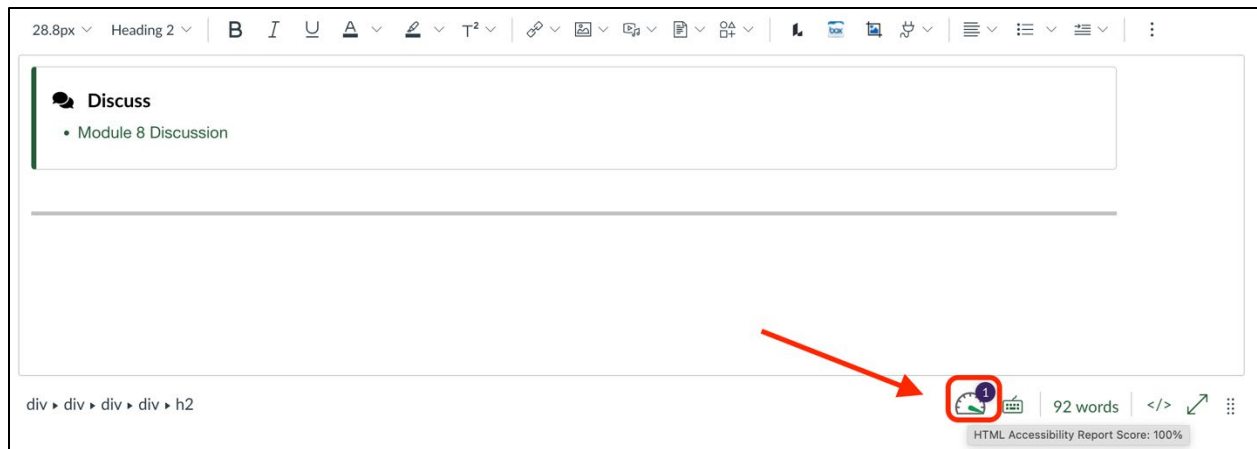 28.8px Heading 2 B I U A T²
box
Discuss
• Module 8 Discussion
div ▸ div ▸ div ▸ div ▸ h2
1
92 words </>
HTML Accessibility Report Score: 100%